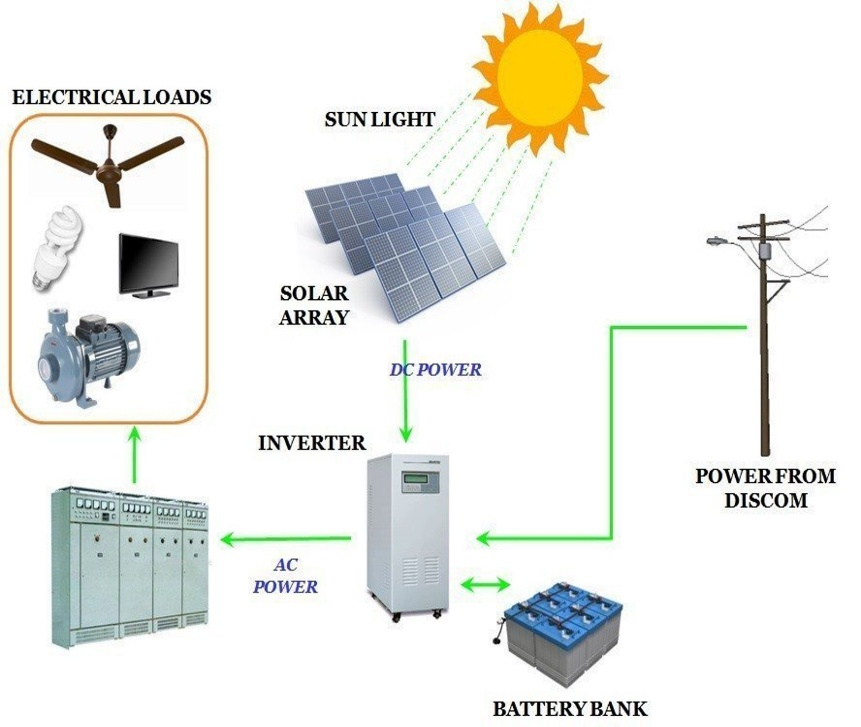 ELECTRICAL LOADS
SUN LIGHT
SOLAR
ARRAY
DC POWER
INVERTER
POWER FROM
DISCOM
AC
POWER
BATTERY BANK